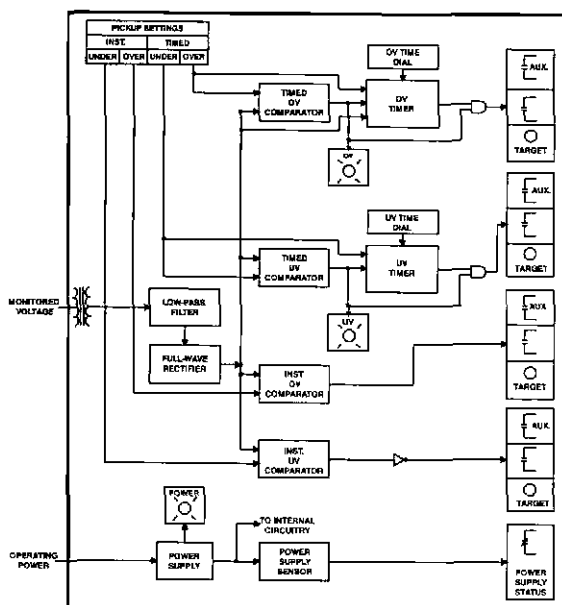 PICKUP SETTINGS
INST. TIMED
UNDER OVER UNDER OVER
OV TIME
DIAL
TIMED
OV
COMPARATOR
OV
TIMER
OV
AUX.
TARGET
UV TIME
DIAL
TIMED
UV
COMPARATOR
UV
TIMER
UV
AUX.
TARGET
MONITORED
VOLTAGE
LOW-PASS
FILTER
FULL-WAVE
RECTIFIER
INST.
OV
COMPARATOR
AUX.
TARGET
INST.
UV
COMPARATOR
AUX.
TARGET
POWER
TO INTERNAL
CIRCUITRY
OPERATING
POWER
POWER
SUPPLY
POWER
SUPPLY
SENSOR
POWER
SUPPLY
STATUS